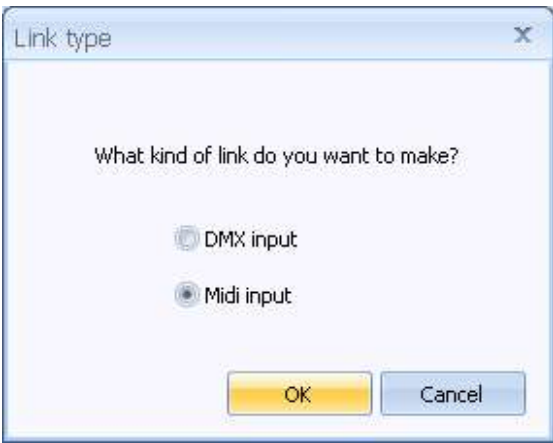 Link type
What kind of link do you want to make?
DMX input
Midi input
OK Cancel